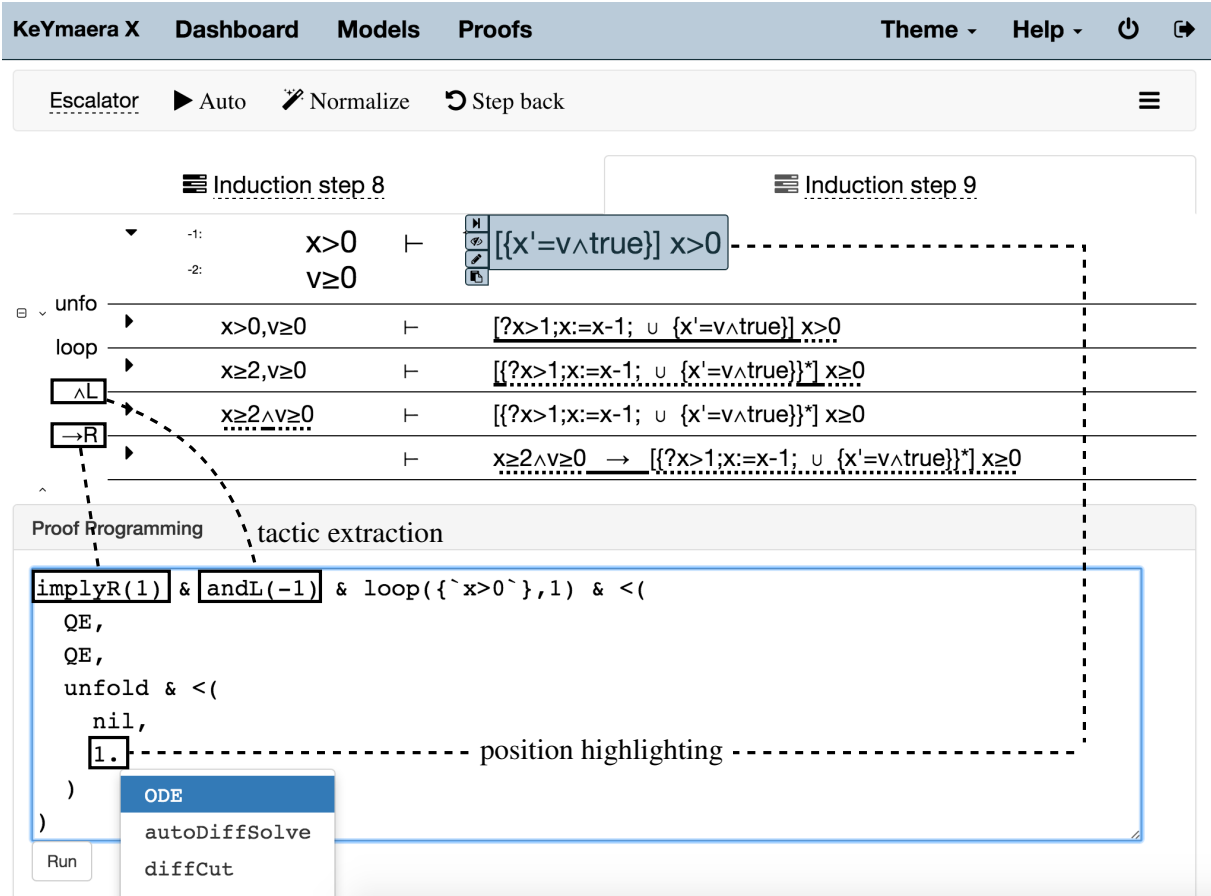 KeYmaera X Dashboard Models Proofs Theme Help
Escalator Auto Normalize Step back
Induction step 8 Induction step 9
-1: x>0 ⊢ [{x'=v∧true}] x>0
-2: v≥0
unfo
x>0,v≥0 ⊢ [?x>1;x:=x-1; ∪ {x'=v∧true}] x>0
loop
x≥2,v≥0 ⊢ [{?x>1;x:=x-1; ∪ {x'=v∧true}}*] x≥0
∧L
x≥2∧v≥0 ⊢ [{?x>1;x:=x-1; ∪ {x'=v∧true}}*] x≥0
→R
⊢ x≥2∧v≥0 → [{?x>1;x:=x-1; ∪ {x'=v∧true}}*] x≥0
Proof Programming
tactic extraction
implyR(1) & andL(-1) & loop({`x>0`},1) & <(
QE,
QE,
unfold & <(
nil,
1.
position highlighting
)
ODE
autoDiffSolve
)
Run
diffCut